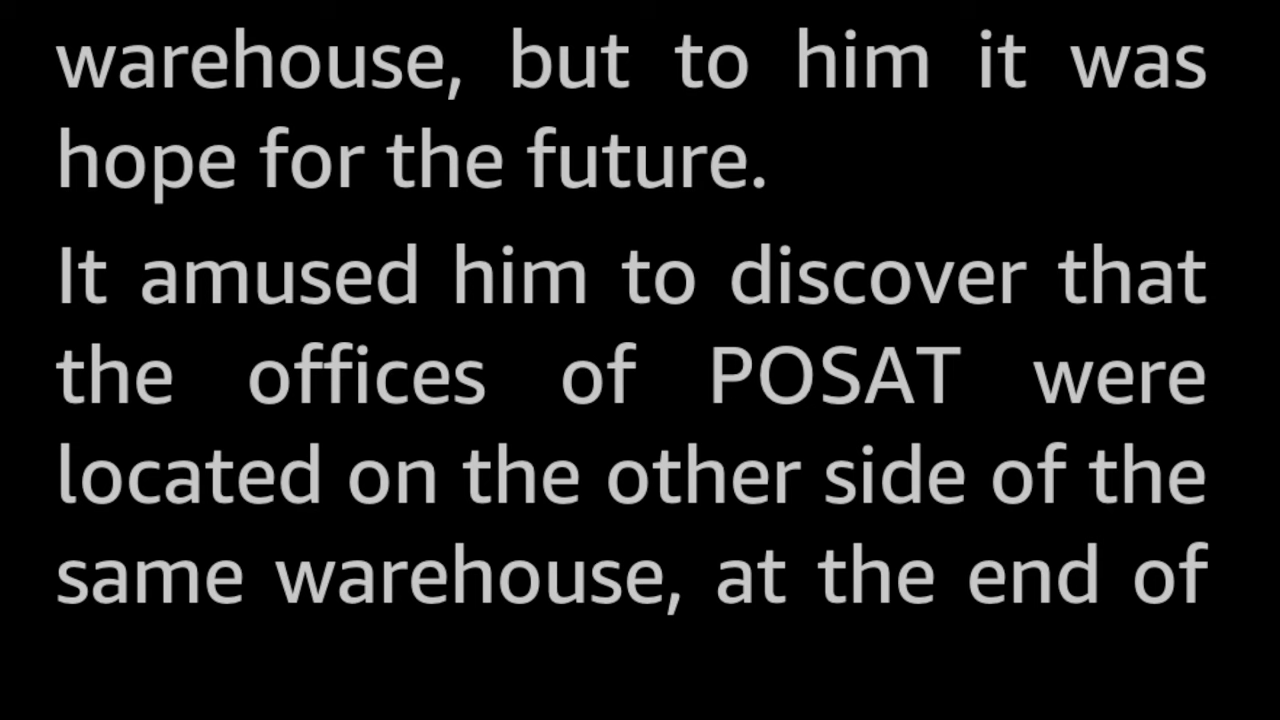 warehouse, but to him it was
hope for the future.
It amused him to discover that
the offices of POSAT were
located on the other side of the
same warehouse, at the end of